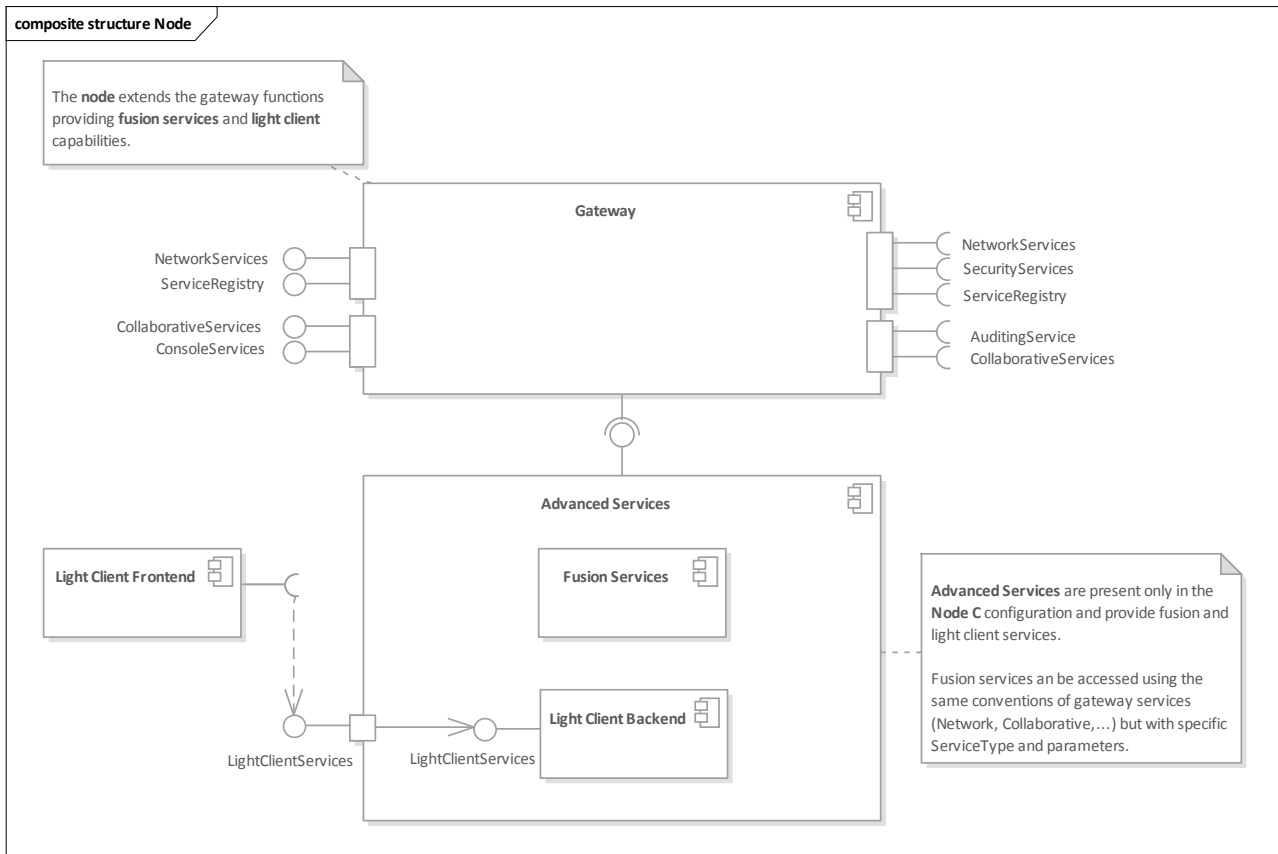 composite structure Node
The node extends the gateway functions
providing fusion services and light client
capabilities.
Gateway
NetworkServices
ServiceRegistry
CollaborativeServices
ConsoleServices
NetworkServices
SecurityServices
ServiceRegistry
AuditingService
CollaborativeServices
Advanced Services
Light Client Frontend
Fusion Services
Advanced Services are present only in the
Node C configuration and provide fusion and
light client services.
Fusion services an be accessed using the
same conventions of gateway services
(Network, Collaborative,...) but with specific
ServiceType and parameters.
Light Client Backend
LightClientServices
LightClientServices